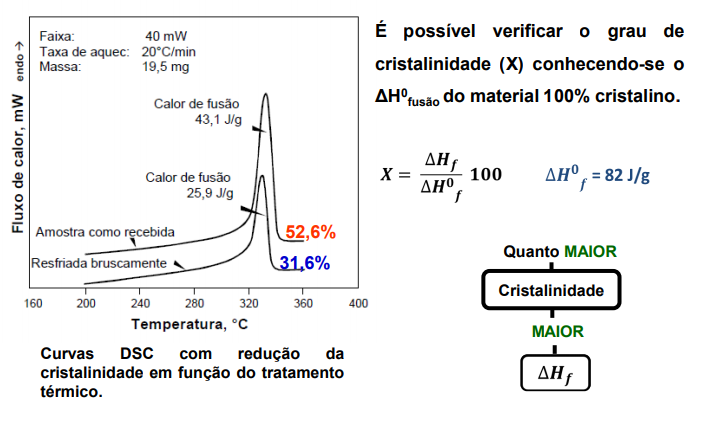 Faixa: 40 mW
Taxa de aquec: 20°C/min
Massa: 19,5 mg
Fluxo de calor, mW endo →
Calor de fusão
43,1 J/g
Calor de fusão
25,9 J/g
Amostra como recebida
52,6%
Resfriada bruscamente
31,6%
160 200 240 280 320 360 400
Temperatura, °C
Curvas DSC com redução da
cristalinidade em função do tratamento
térmico.
É possível verificar o grau de
cristalinidade (X) conhecendo-se o
ΔH⁰fusão do material 100% cristalino.
X = ΔHf / ΔH⁰f 100
ΔH⁰f = 82 J/g
Quanto MAIOR
Cristalinidade
MAIOR
ΔHf